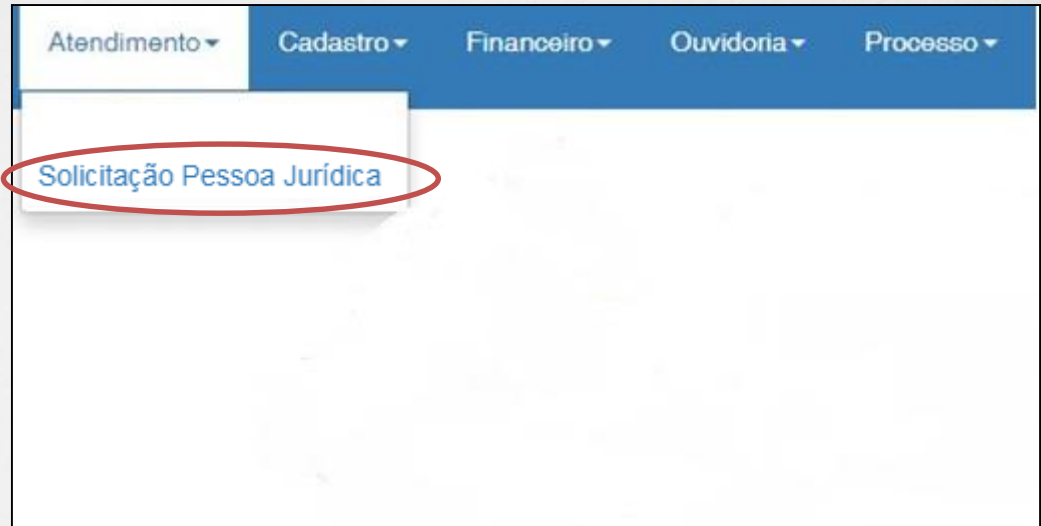 Atendimento Cadastro Financeiro Ouvidoria Processo
Solicitação Pessoa Jurídica